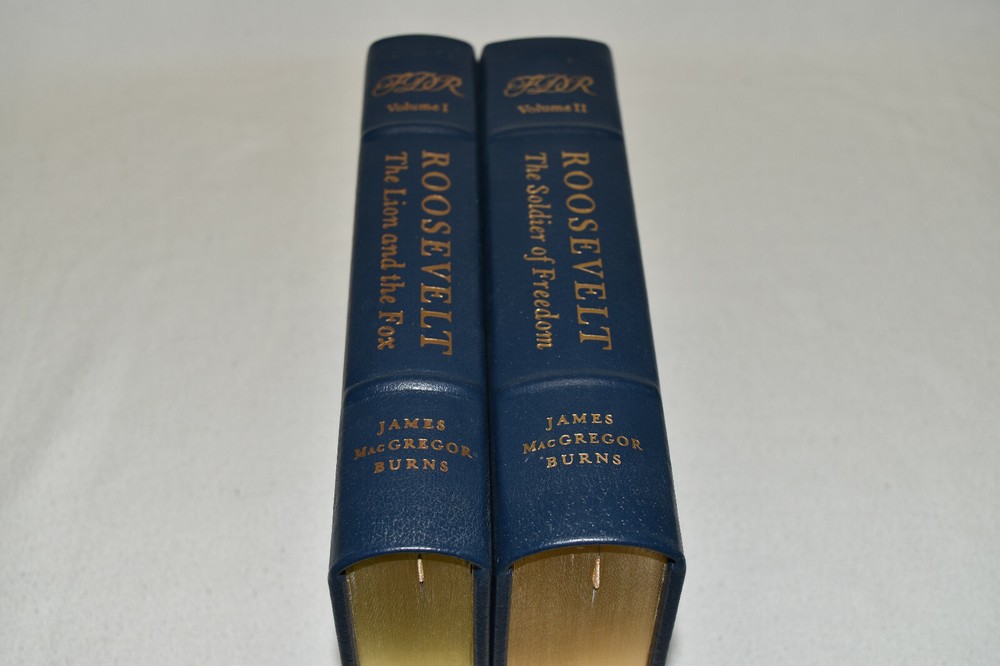 FDR
Volume I
ROOSEVELT
The Lion and the Fox
JAMES
MacGREGOR
BURNS
FDR
Volume II
ROOSEVELT
The Soldier of Freedom
JAMES
MacGREGOR
BURNS